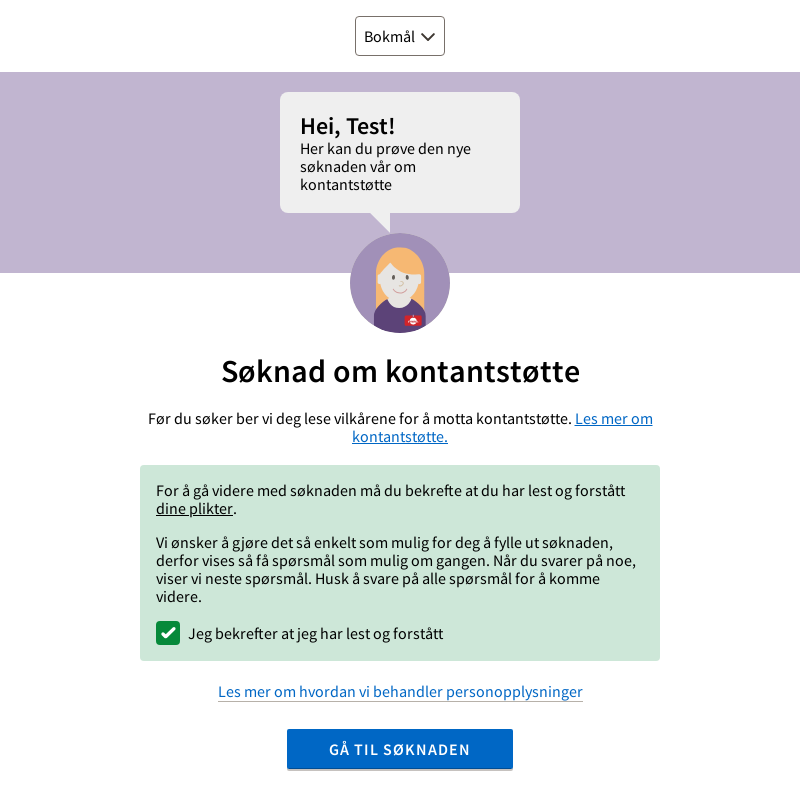 Bokmål
Hei, Test!
Her kan du prøve den nye
søknaden vår om
kontantstøtte
Søknad om kontantstøtte
Før du søker ber vi deg lese vilkårene for å motta kontantstøtte. Les mer om
kontantstøtte.
For å gå videre med søknaden må du bekrefte at du har lest og forstått
dine plikter.
Vi ønsker å gjøre det så enkelt som mulig for deg å fylle ut søknaden,
derfor vises så få spørsmål som mulig om gangen. Når du svarer på noe,
viser vi neste spørsmål. Husk å svare på alle spørsmål for å komme
videre.
Jeg bekrefter at jeg har lest og forstått
Les mer om hvordan vi behandler personopplysninger
GÅ TIL SØKNADEN